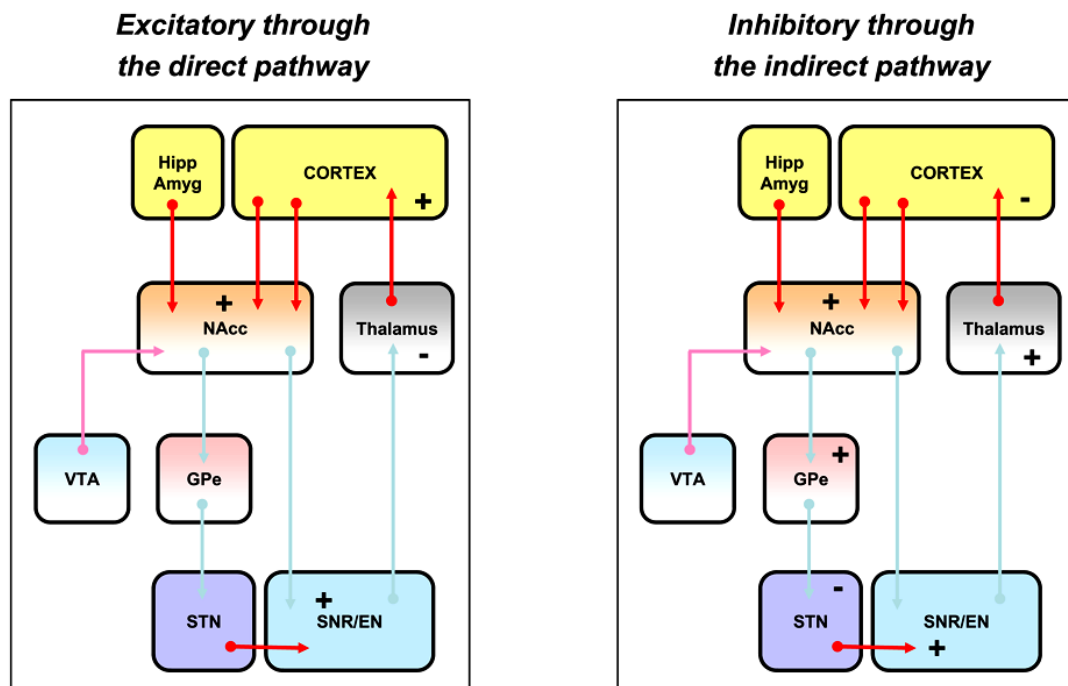 Excitatory through
the direct pathway
Hipp
Amyg
CORTEX
+
+
NAcc
Thalamus
-
VTA
GPe
STN
+
SNR/EN
Inhibitory through
the indirect pathway
Hipp
Amyg
CORTEX
-
+
NAcc
Thalamus
+
VTA
+
GPe
-
STN
SNR/EN
+